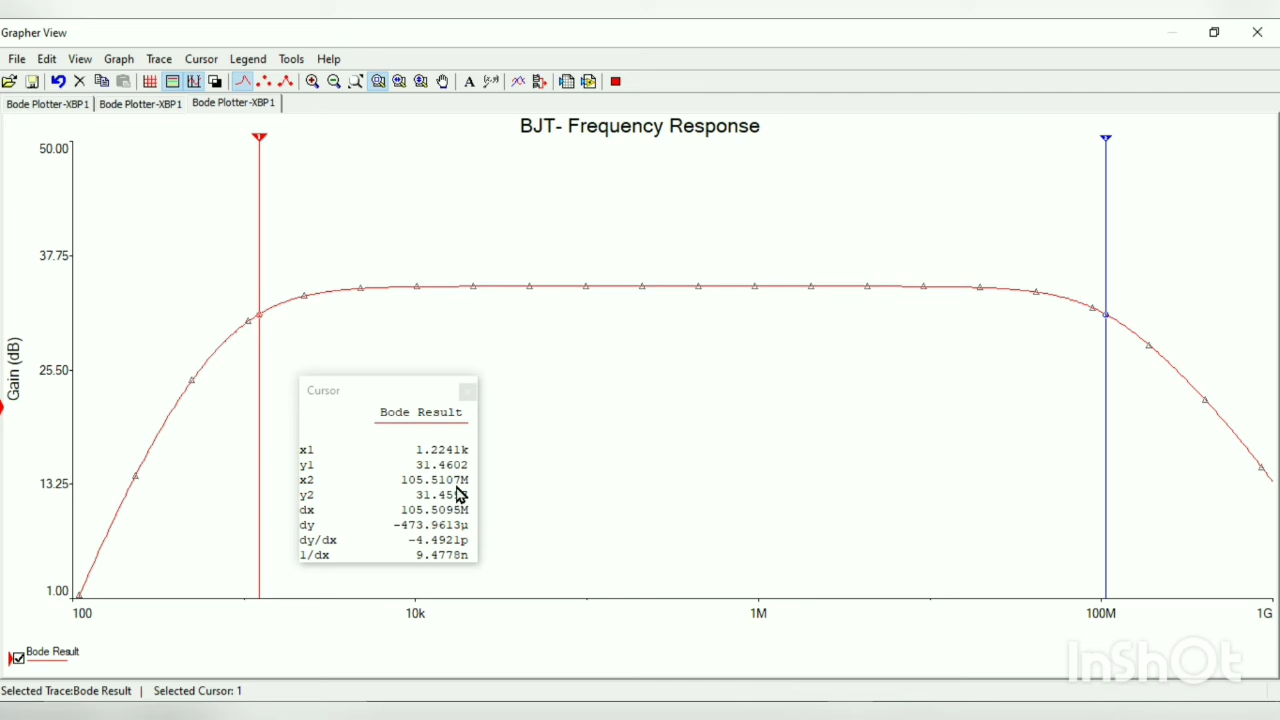 Grapher View
File Edit View Graph Trace Cursor Legend Tools Help
Bode Plotter-XBP1 Bode Plotter-XBP1 Bode Plotter-XBP1
BJT- Frequency Response
50.00
37.75
25.50
13.25
1.00
Gain (dB)
100 10k 1M 100M 1G
Cursor
Bode Result
x1 1.2241k
y1 31.4602
x2 105.5107M
y2
dx 105.5095M
dy -473.9613µ
dy/dx -4.4921p
1/dx 9.4778n
Bode Result
Selected Trace:Bode Result | Selected Cursor: 1
InShOt